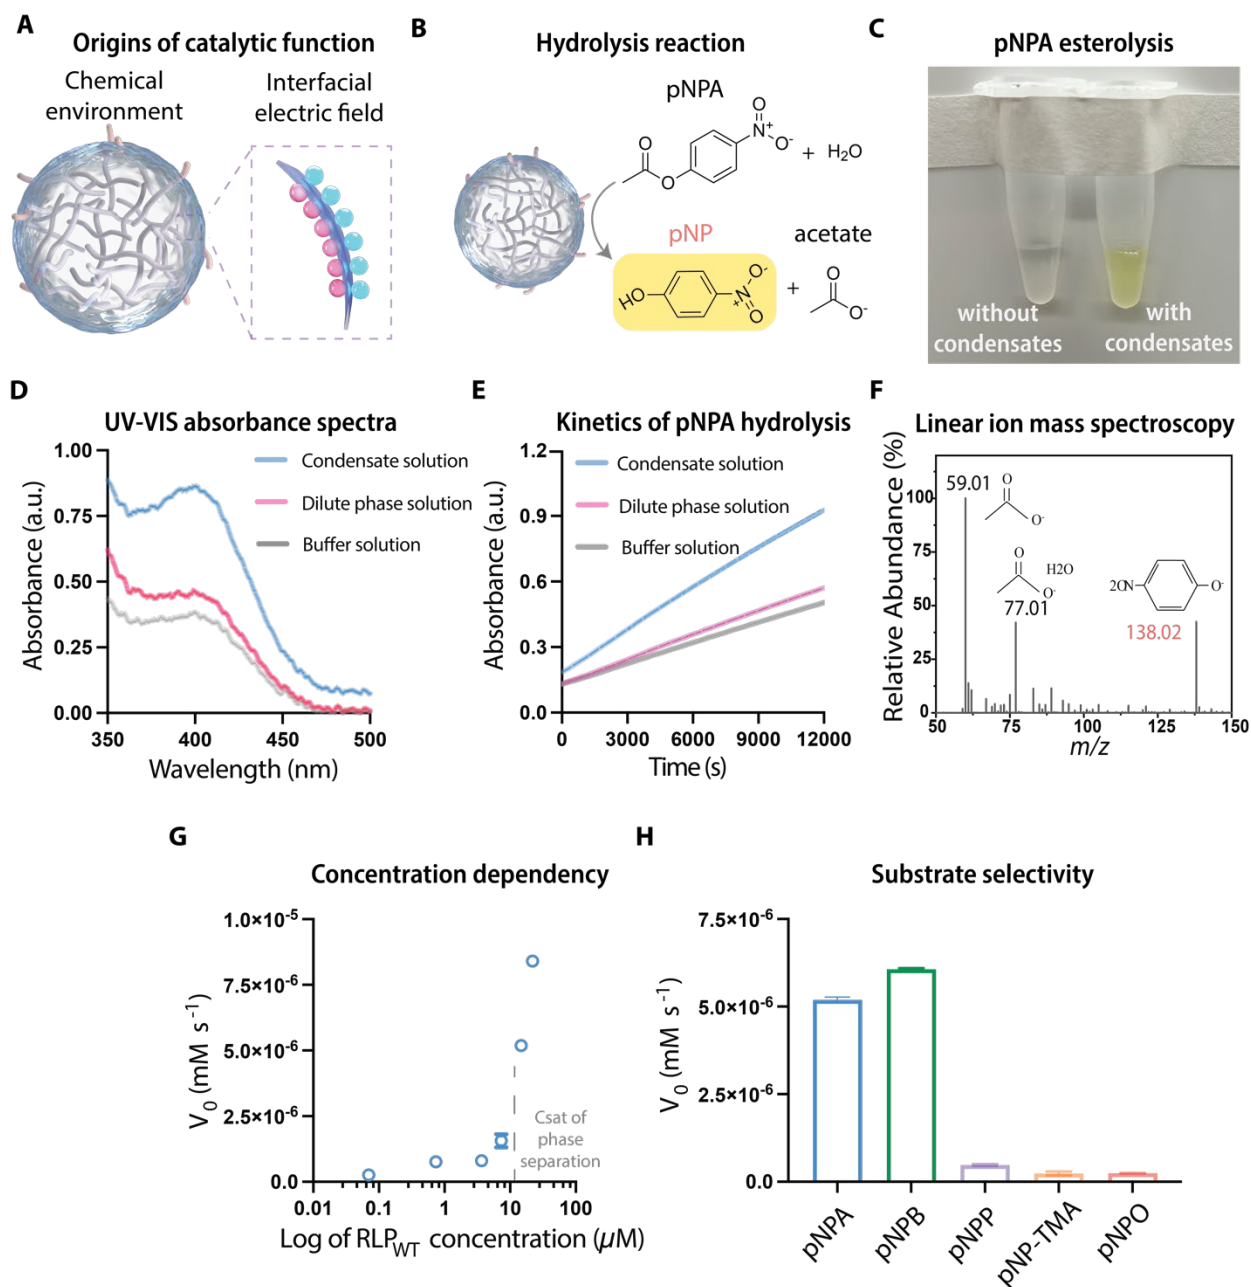 A
Origins of catalytic function
Chemical
environment
Interfacial
electric field
B
Hydrolysis reaction
pNPA
O
N+
O-
O
O
+ H₂O
pNP
acetate
HO
N+
O-
O
+
O
O-
C
pNPA esterolysis
without
condensates
with
condensates
D
UV-VIS absorbance spectra
Absorbance (a.u.)
1.00
0.75
0.50
0.25
0.00
Condensate solution
Dilute phase solution
Buffer solution
350 400 450 500
Wavelength (nm)
E
Kinetics of pNPA hydrolysis
Absorbance (a.u.)
1.2
0.9
0.6
0.3
0.0
Condensate solution
Dilute phase solution
Buffer solution
0 3000 6000 9000 12000
Time (s)
F
Linear ion mass spectroscopy
Relative Abundance (%)
100
75
50
25
0
59.01
O
O-
O
O-
H2O
77.01
2ON
O-
138.02
50 75 100 125 150
m/z
G
Concentration dependency
V₀ (mM s⁻¹)
1.0×10⁻⁵
7.5×10⁻⁶
5.0×10⁻⁶
2.5×10⁻⁶
0.0
Csat of
phase
separation
0.01 0.1 1 10 100
Log of RLP_WT concentration (µM)
H
Substrate selectivity
V₀ (mM s⁻¹)
7.5×10⁻⁶
5.0×10⁻⁶
2.5×10⁻⁶
0.0
pNPA
pNPB
pNPP
pNP-TMA
pNPO